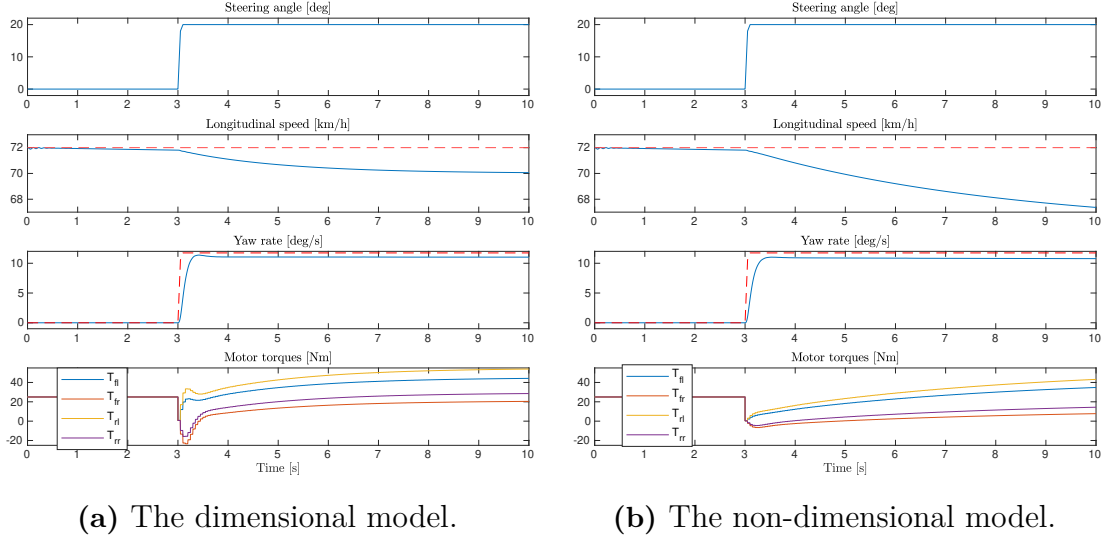 Steering angle [deg]
20
10
0
0 1 2 3 4 5 6 7 8 9 10
Longitudinal speed [km/h]
72
70
68
0 1 2 3 4 5 6 7 8 9 10
Yaw rate [deg/s]
10
5
0
0 1 2 3 4 5 6 7 8 9 10
Motor torques [Nm]
40
20
0
-20
T_fl
T_fr
T_rl
T_rr
0 1 2 3 4 5 6 7 8 9 10
Time [s]
(a) The dimensional model.
Steering angle [deg]
20
10
0
0 1 2 3 4 5 6 7 8 9 10
Longitudinal speed [km/h]
72
70
68
0 1 2 3 4 5 6 7 8 9 10
Yaw rate [deg/s]
10
5
0
0 1 2 3 4 5 6 7 8 9 10
Motor torques [Nm]
40
20
0
-20
T_fl
T_fr
T_rl
T_rr
0 1 2 3 4 5 6 7 8 9 10
Time [s]
(b) The non-dimensional model.